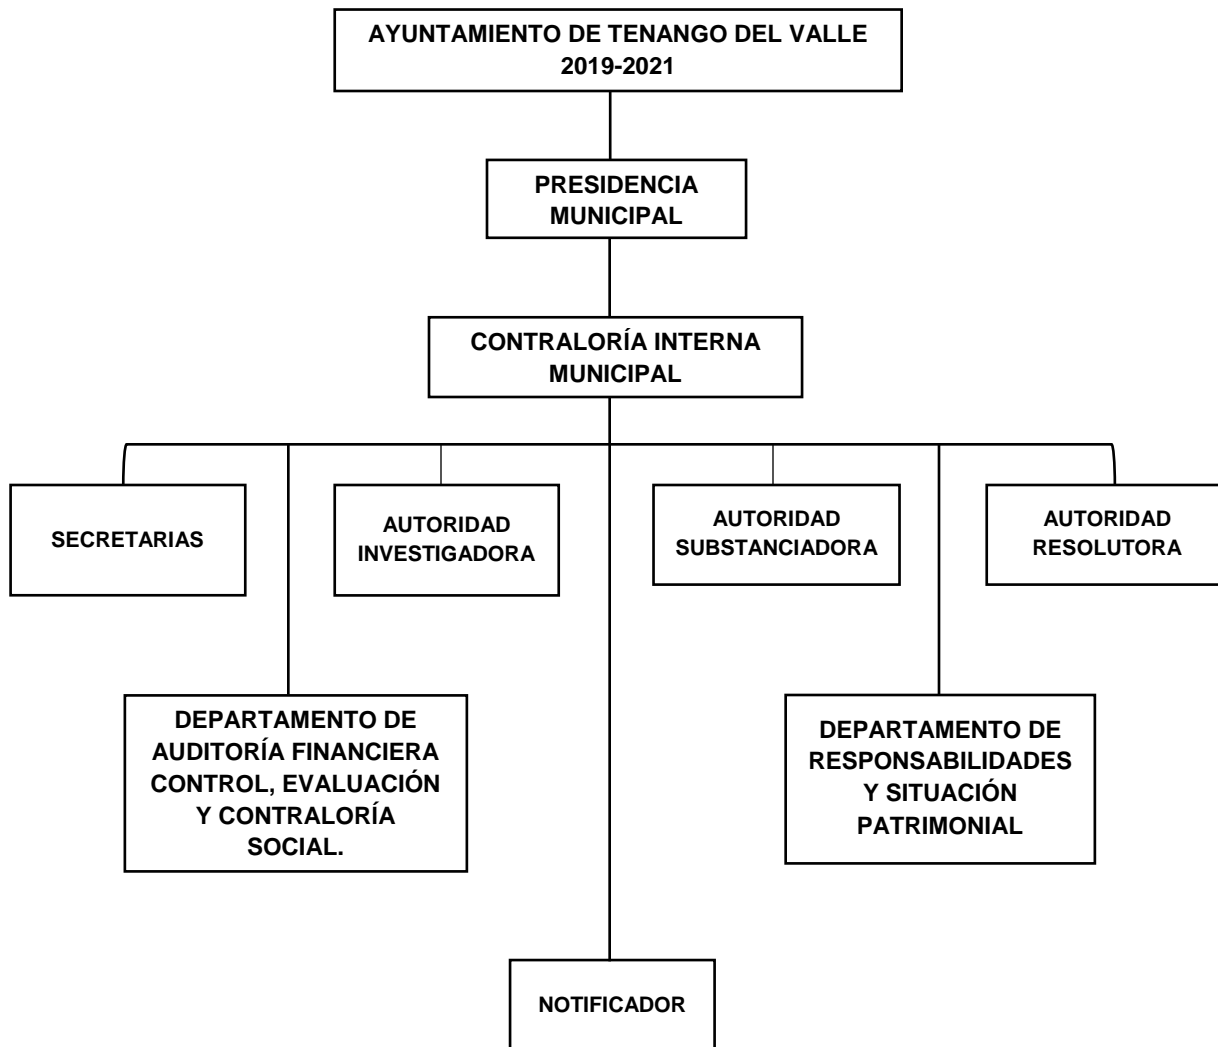 AYUNTAMIENTO DE TENANGO DEL VALLE
2019-2021
PRESIDENCIA
MUNICIPAL
CONTRALORÍA INTERNA
MUNICIPAL
SECRETARIAS
AUTORIDAD
INVESTIGADORA
AUTORIDAD
SUBSTANCIADORA
AUTORIDAD
RESOLUTORA
DEPARTAMENTO DE
AUDITORÍA FINANCIERA
CONTROL, EVALUACIÓN
Y CONTRALORÍA
SOCIAL.
DEPARTAMENTO DE
RESPONSABILIDADES
Y SITUACIÓN
PATRIMONIAL
NOTIFICADOR